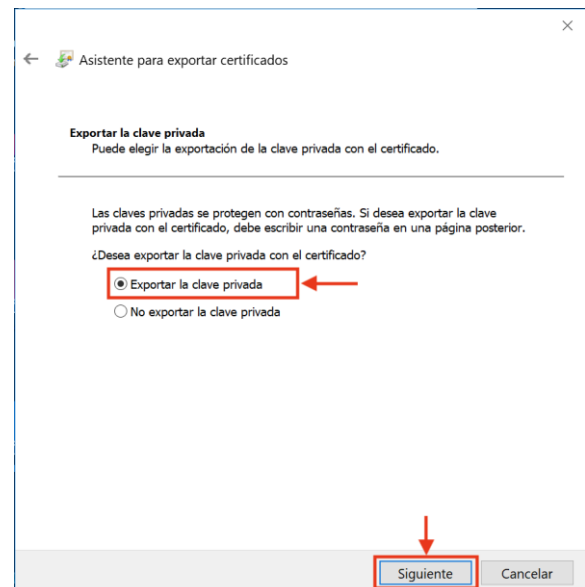 Asistente para exportar certificados
Exportar la clave privada
Puede elegir la exportación de la clave privada con el certificado.
Las claves privadas se protegen con contraseñas. Si desea exportar la clave
privada con el certificado, debe escribir una contraseña en una página posterior.
¿Desea exportar la clave privada con el certificado?
Exportar la clave privada
No exportar la clave privada
Siguiente
Cancelar